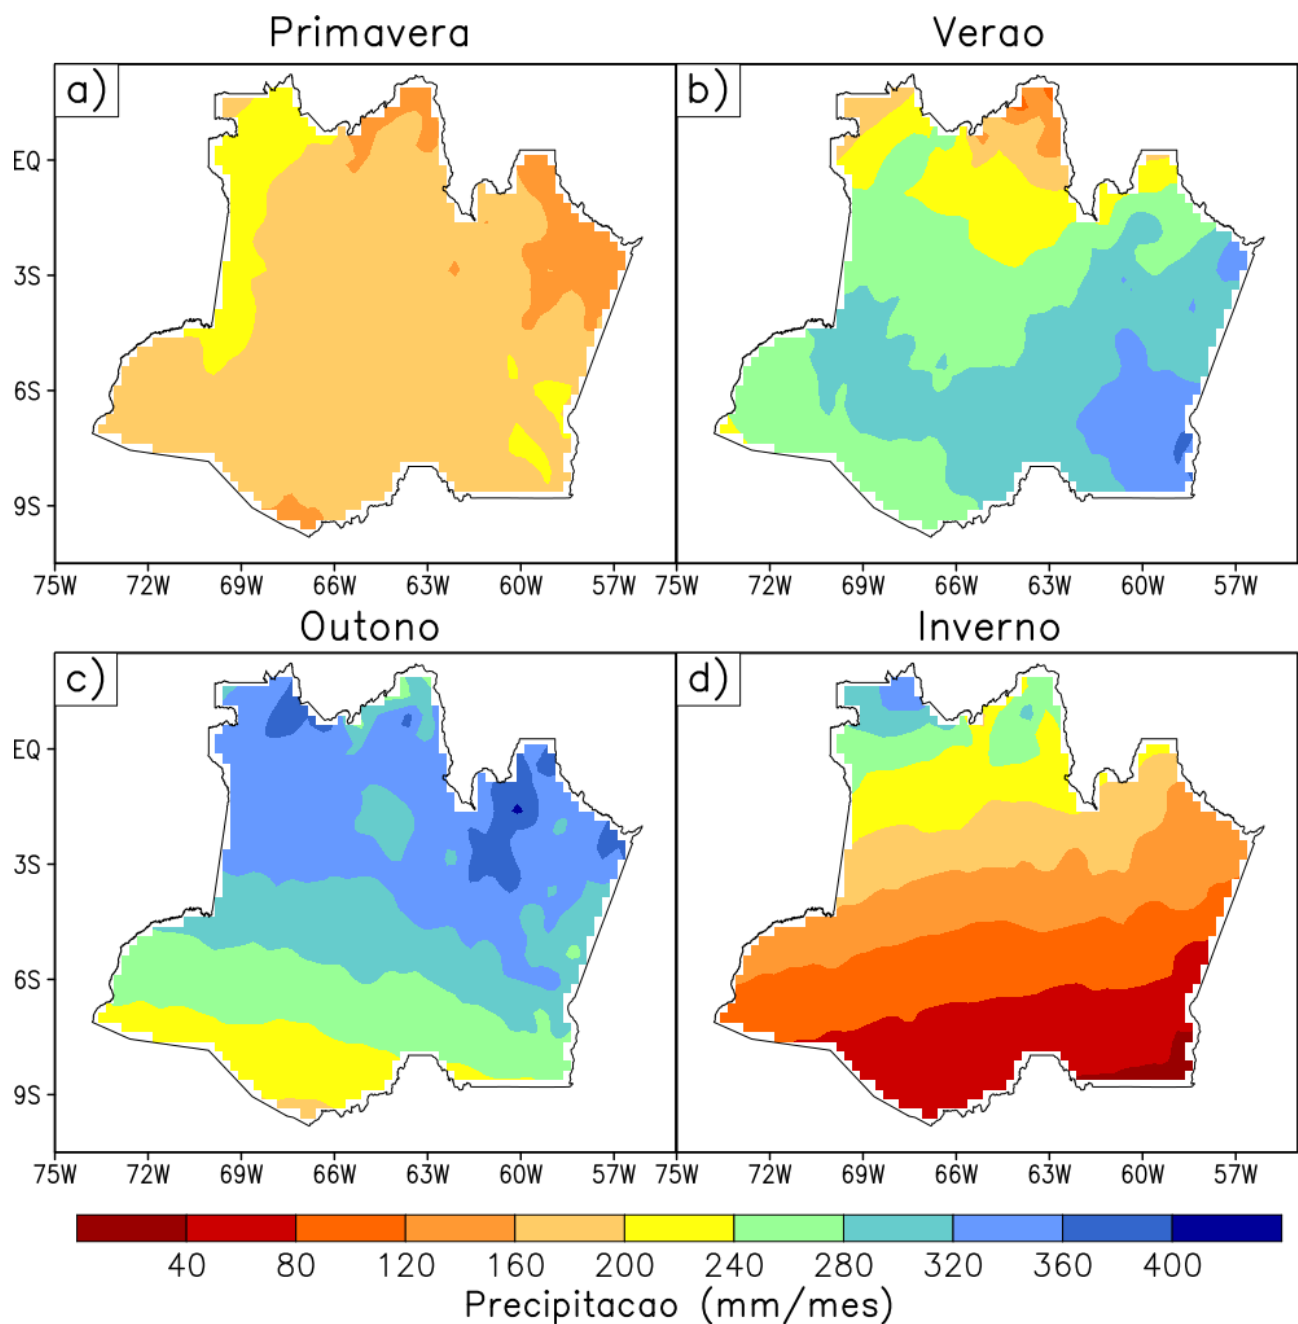 Primavera Verao
a) b)
EQ
3S
6S
9S
75W 72W 69W 66W 63W 60W 57W 75W 72W 69W 66W 63W 60W 57W
Outono Inverno
c) d)
EQ
3S
6S
9S
75W 72W 69W 66W 63W 60W 57W 75W 72W 69W 66W 63W 60W 57W
40 80 120 160 200 240 280 320 360 400
Precipitacao (mm/mes)